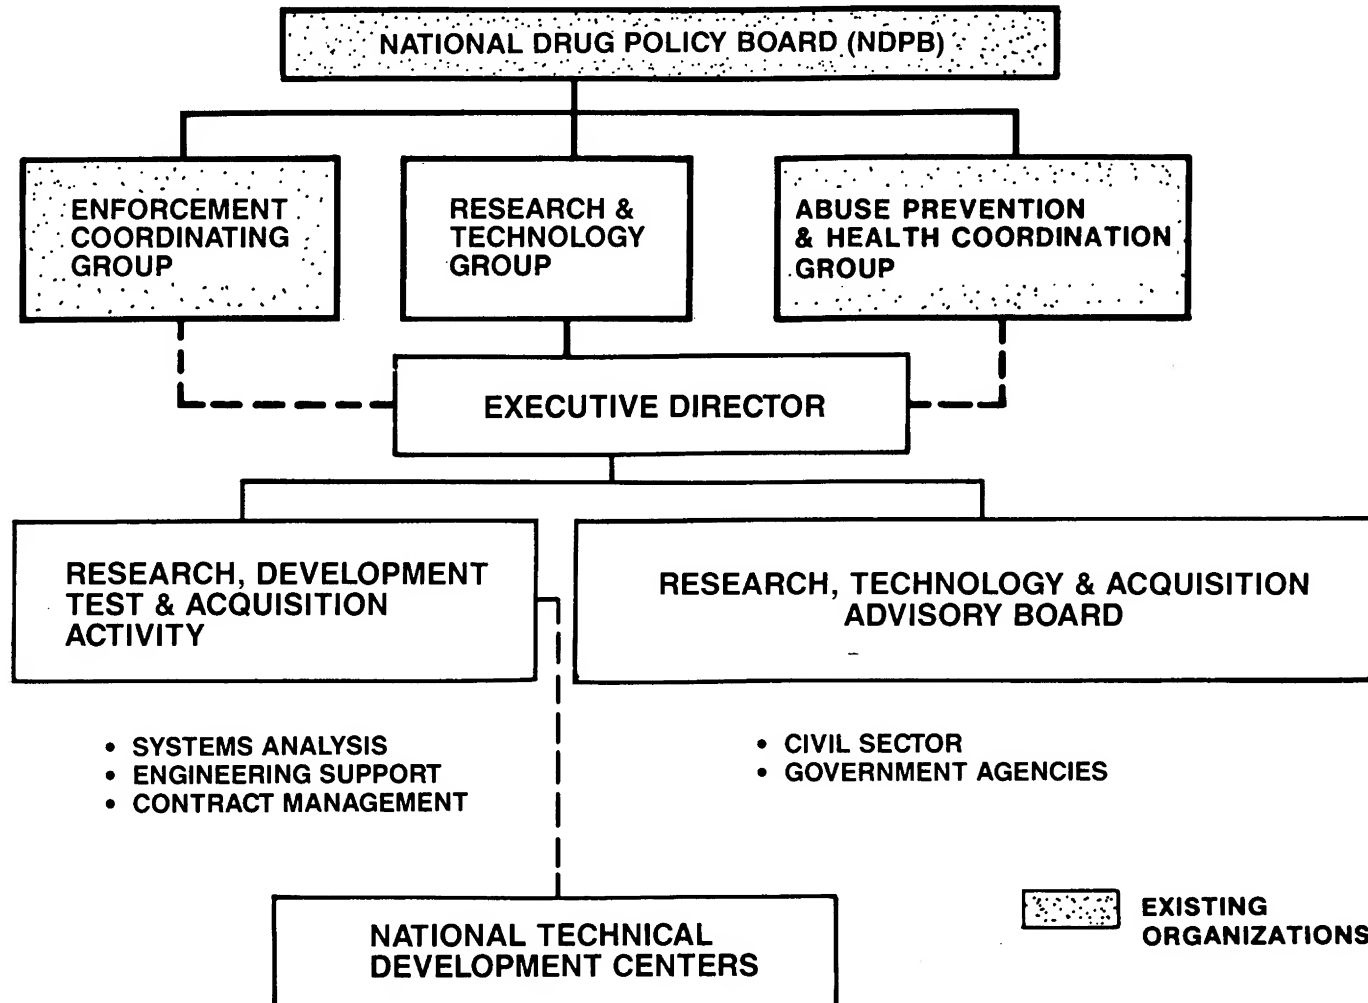 NATIONAL DRUG POLICY BOARD (NDPB)
ENFORCEMENT
COORDINATING
GROUP
RESEARCH &
TECHNOLOGY
GROUP
ABUSE PREVENTION
& HEALTH COORDINATION
GROUP
EXECUTIVE DIRECTOR
RESEARCH, DEVELOPMENT
TEST & ACQUISITION
ACTIVITY
RESEARCH, TECHNOLOGY & ACQUISITION
ADVISORY BOARD
• SYSTEMS ANALYSIS
• ENGINEERING SUPPORT
• CONTRACT MANAGEMENT
• CIVIL SECTOR
• GOVERNMENT AGENCIES
NATIONAL TECHNICAL
DEVELOPMENT CENTERS
EXISTING
ORGANIZATIONS